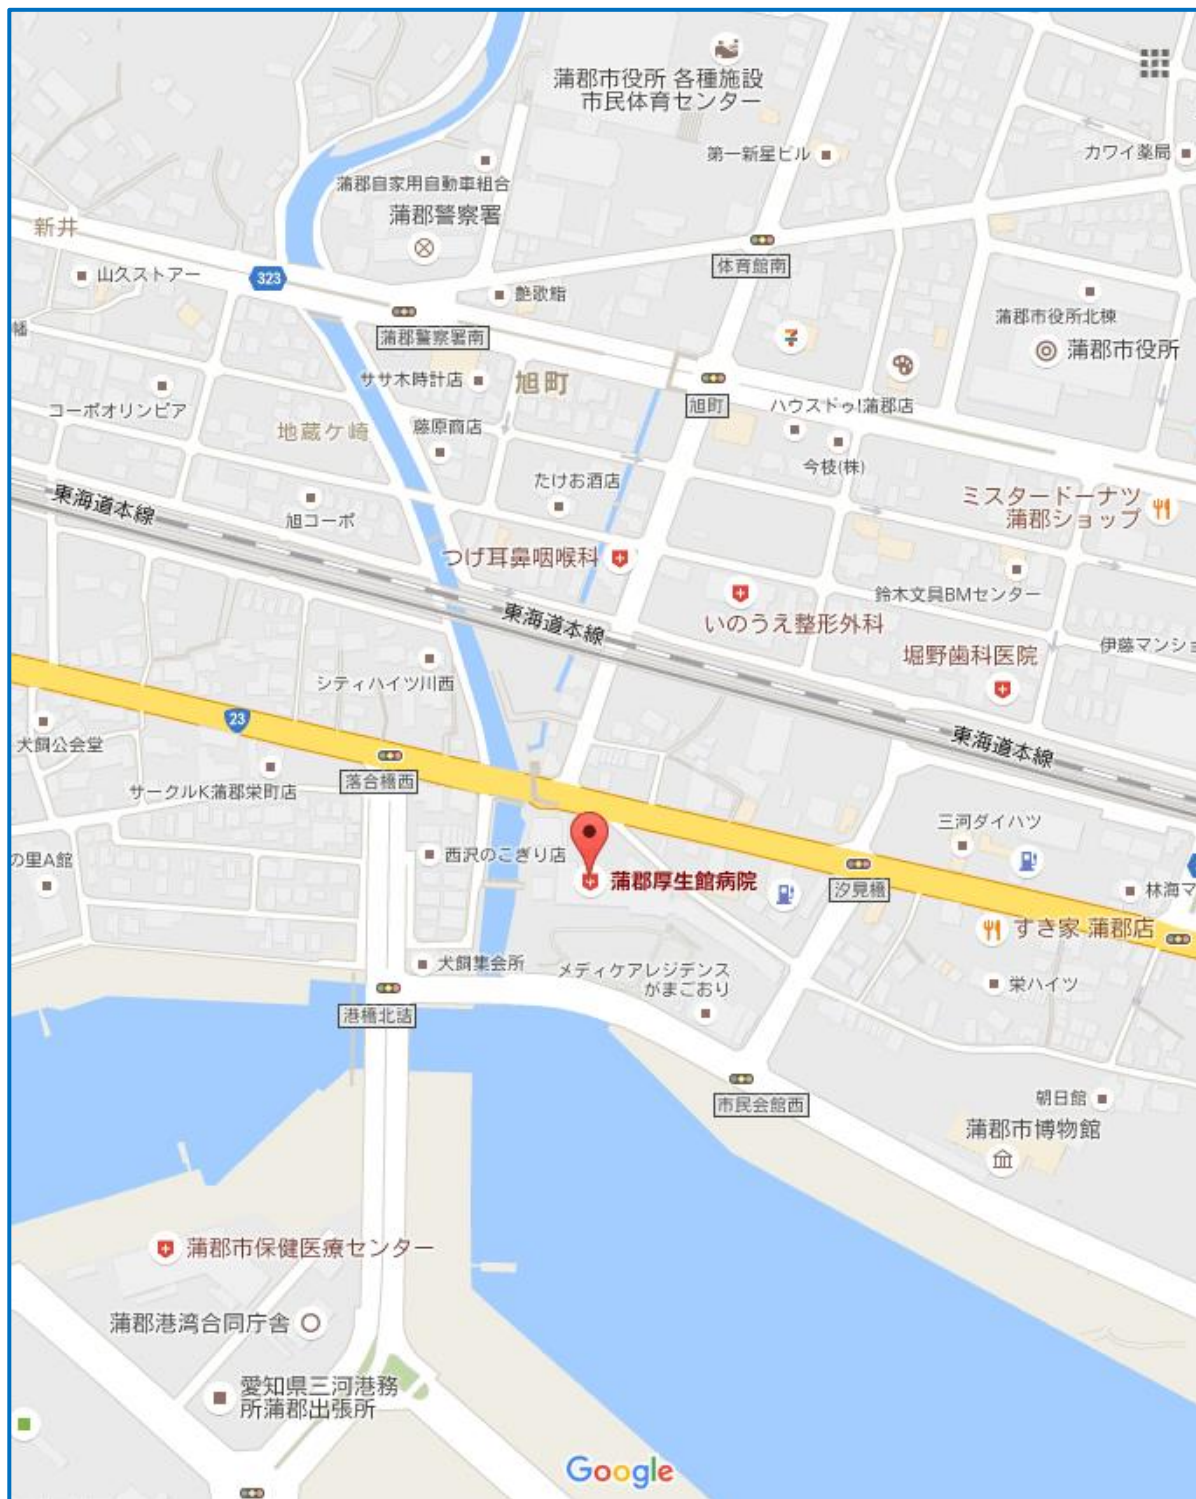 蒲郡市役所 各種施設
市民体育センター
第一新星ビル
カワイ薬局
蒲郡自家用自動車組合
蒲郡警察署
新井
体育館南
山久ストアー
323
艶歌鮨
蒲郡市役所北棟
幡
蒲郡警察署南
蒲郡市役所
ササ木時計店
旭町
旭町
ハウスドゥ!蒲郡店
コーポオリンピア
地蔵ケ崎
藤原商店
今枝(株)
たけお酒店
ミスタードーナツ
蒲郡ショップ
東海道本線
旭コーポ
つげ耳鼻咽喉科
鈴木文具BMセンター
東海道本線
いのうえ整形外科
伊藤マンショ
堀野歯科医院
シティハイツ川西
23
東海道本線
犬飼公会堂
落合橋西
サークルK蒲郡栄町店
三河ダイハツ
西沢のこぎり店
の里A館
蒲郡厚生館病院
汐見橋
林海マ
すき家 蒲郡店
犬飼集会所
メディケアレジデンス
がまごおり
栄ハイツ
港橋北詰
市民会館西
朝日館
蒲郡市博物館
蒲郡市保健医療センター
蒲郡港湾合同庁舎
愛知県三河港務
所蒲郡出張所
Google